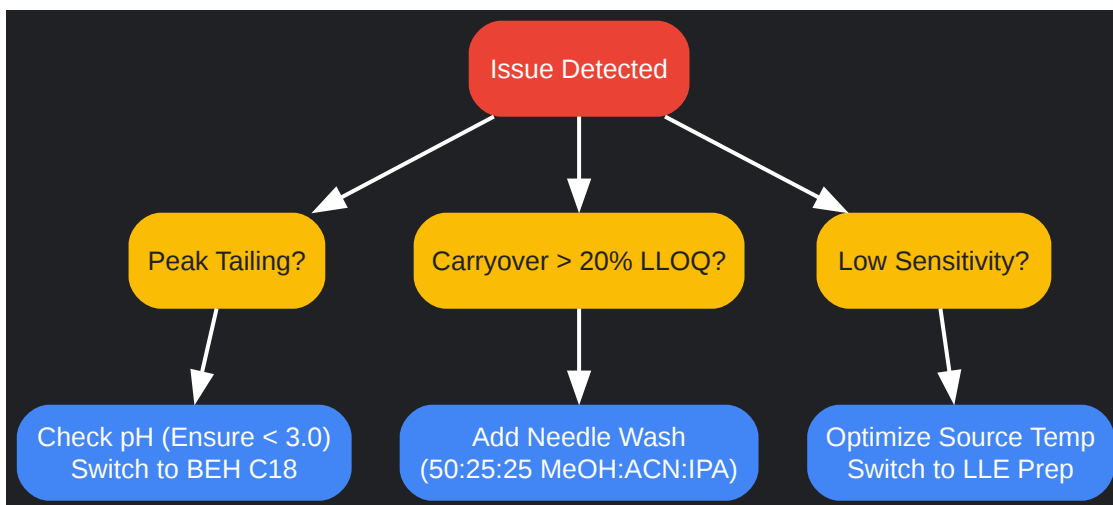 Issue Detected
Peak Tailing?
Carryover > 20% LLOQ?
Low Sensitivity?
Check pH (Ensure < 3.0)
Switch to BEH C18
Add Needle Wash
(50:25:25 MeOH:ACN:IPA)
Optimize Source Temp
Switch to LLE Prep